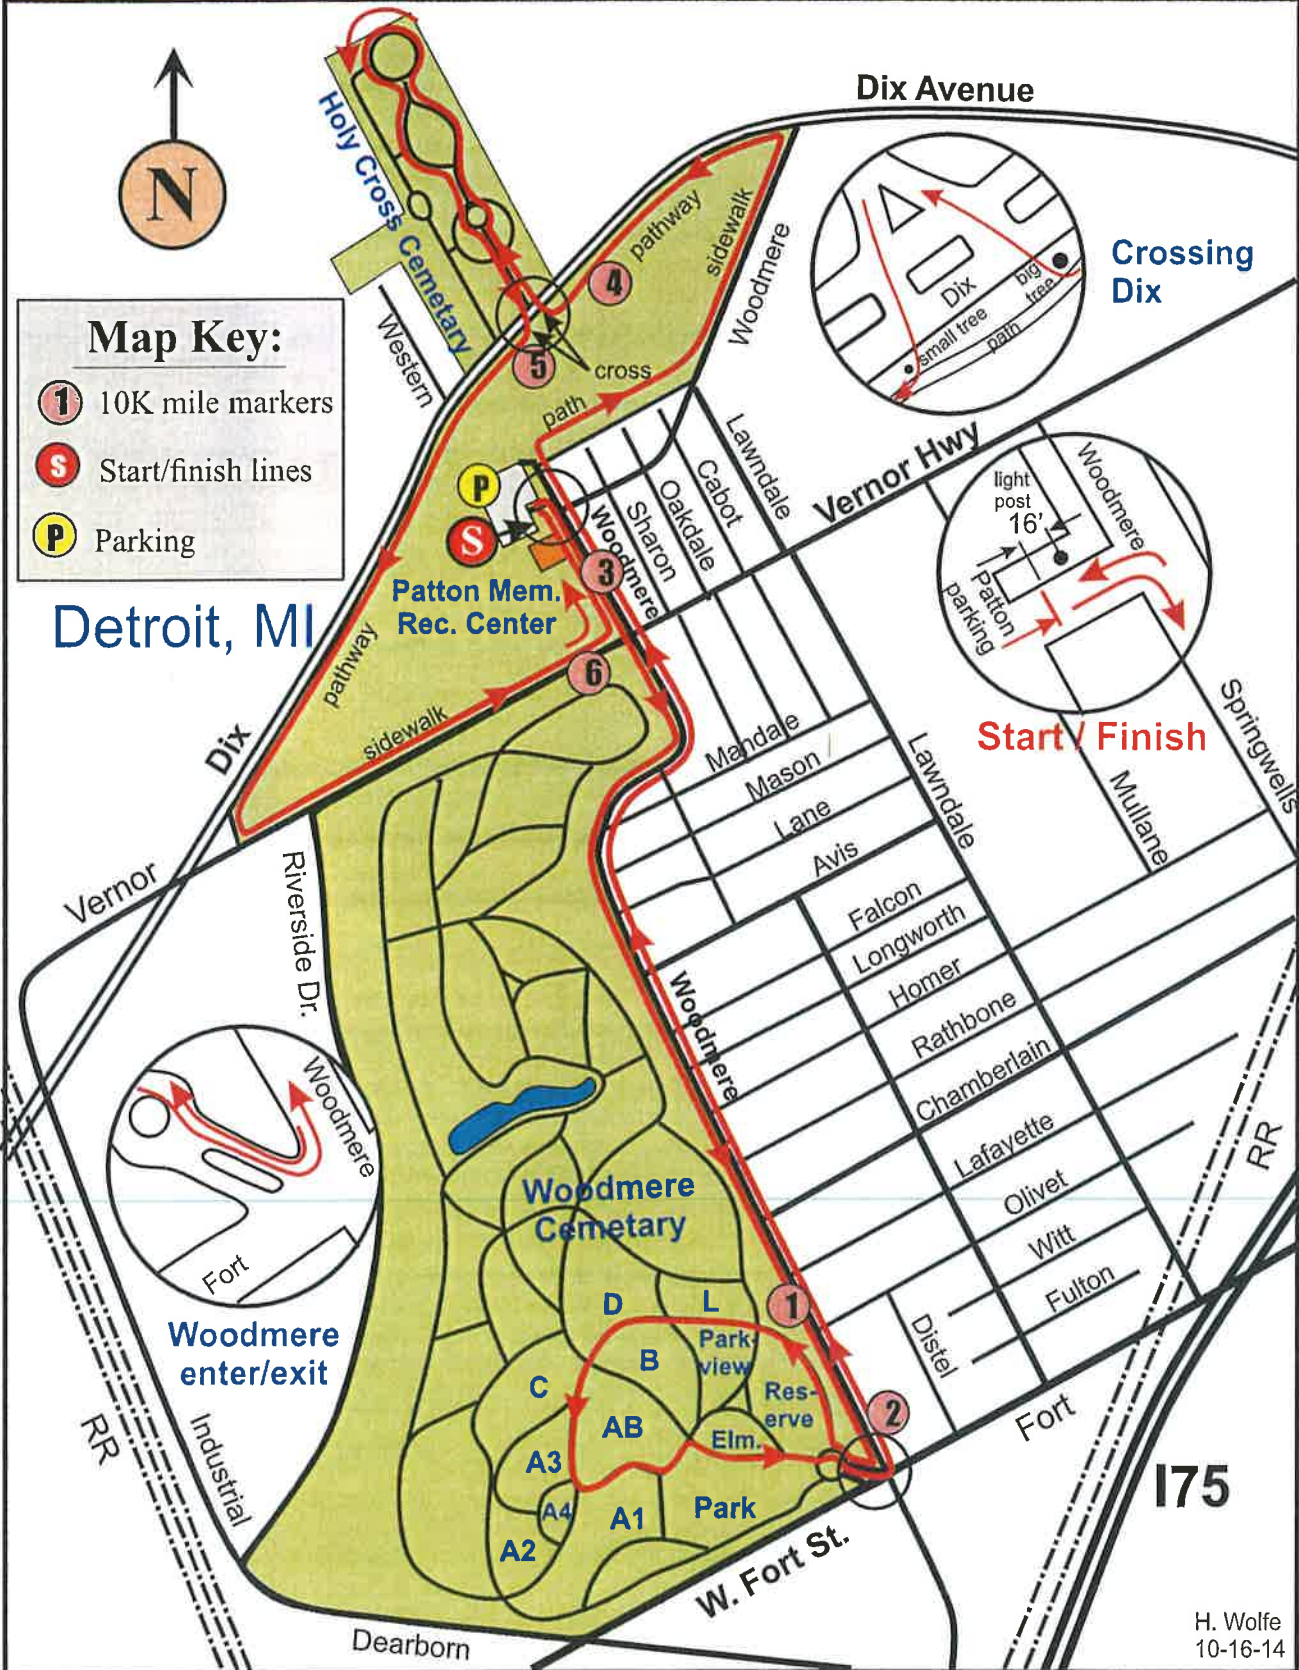 Dix Avenue
N
Holy Cross Cemetary
pathway
sidewalk
Woodmere
4
Dix
big
tree
small tree
path
Crossing
Dix
Map Key:
1 10K mile markers
S Start/finish lines
P Parking
Western
5
cross
path
Lawndale
Vernor Hwy
Cabot
Oakdale
Sharon
Woodmere
P
S
3
light
post
16'
Woodmere
Patton
parking
Start / Finish
Detroit, MI
Patton Mem.
Rec. Center
pathway
6
sidewalk
Dix
Mandale
Mason
Lane
Avis
Lawndale
Mullane
Springwells
Vernor
Riverside Dr.
Falcon
Longworth
Homer
Rathbone
Chamberlain
Lafayette
Olivet
Witt
Fulton
Woodmere
RR
Woodmere
Fort
Woodmere
enter/exit
Woodmere
Cemetary
D
L
1
Park-
view
B
C
Res-
erve
AB
Elm.
A3
A4
A1
Park
A2
2
Distel
Fort
I75
RR
Industrial
W. Fort St.
Dearborn
H. Wolfe
10-16-14